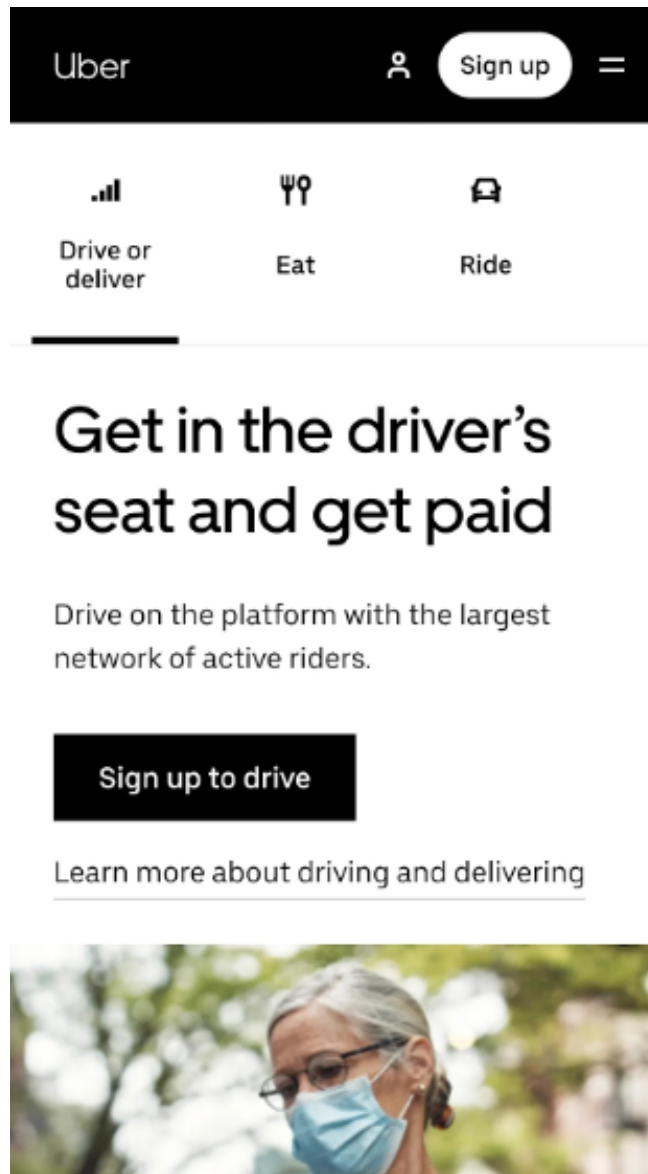 Uber
Sign up
Drive or
deliver
Eat
Ride
Get in the driver’s
seat and get paid
Drive on the platform with the largest
network of active riders.
Sign up to drive
Learn more about driving and delivering